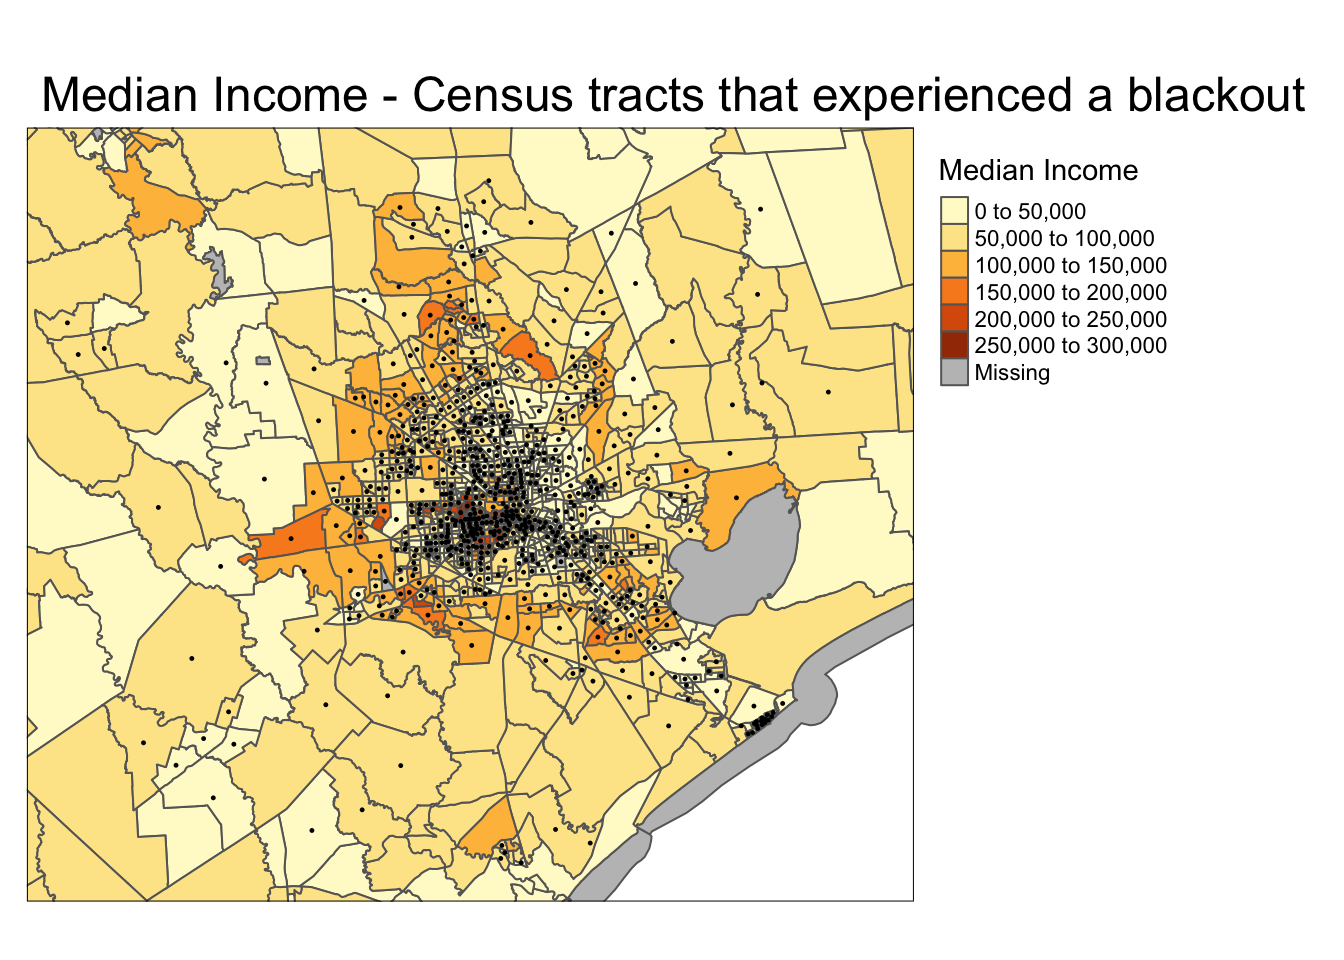 Median Income - Census tracts that experienced a blackout
Median Income
0 to 50,000
50,000 to 100,000
100,000 to 150,000
150,000 to 200,000
200,000 to 250,000
250,000 to 300,000
Missing